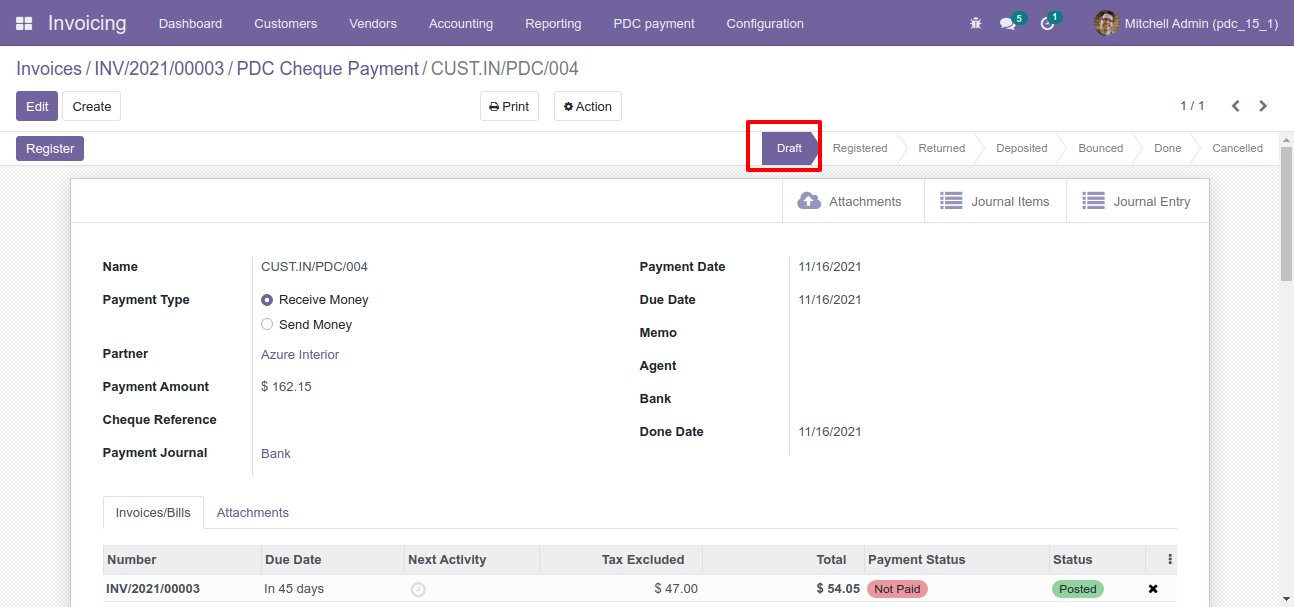 Invoicing Dashboard Customers Vendors Accounting Reporting PDC payment Configuration 5 1 Mitchell Admin (pdc_15_1)
Invoices / INV/2021/00003 / PDC Cheque Payment / CUST.IN/PDC/004
Edit Create Print Action 1 / 1
Register Draft Registered Returned Deposited Bounced Done Cancelled
Attachments Journal Items Journal Entry
Name CUST.IN/PDC/004 Payment Date 11/16/2021
Payment Type Receive Money Due Date 11/16/2021
Send Money Memo
Partner Azure Interior Agent
Payment Amount $ 162.15 Bank
Cheque Reference Done Date 11/16/2021
Payment Journal Bank
Invoices/Bills Attachments
Number Due Date Next Activity Tax Excluded Total Payment Status Status
INV/2021/00003 In 45 days $ 47.00 $ 54.05 Not Paid Posted